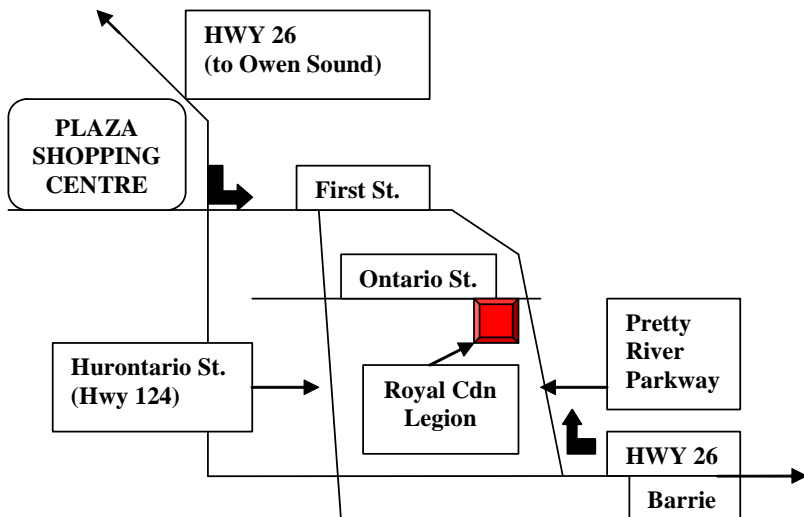 HWY 26
(to Owen Sound)
PLAZA
SHOPPING
CENTRE
First St.
Ontario St.
Pretty
River
Parkway
Hurontario St.
(Hwy 124)
Royal Cdn
Legion
HWY 26
Barrie